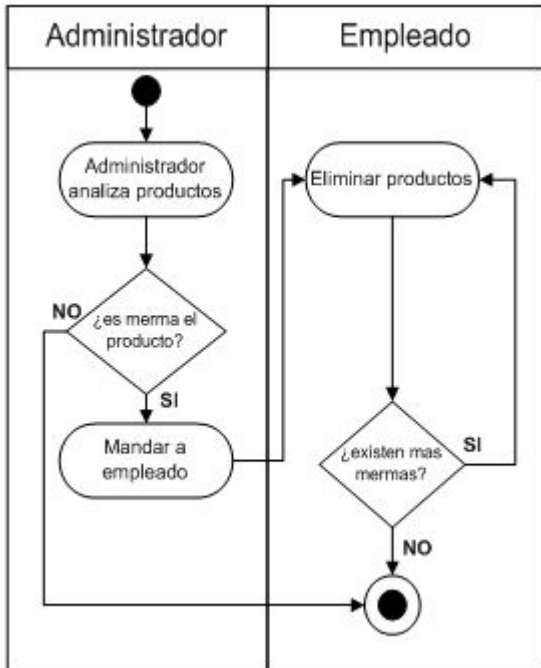 Administrador
Empleado
Administrador
analiza productos
Eliminar productos
NO
¿es merma el
producto?
SI
Mandar a
empleado
¿existen mas
mermas?
SI
NO